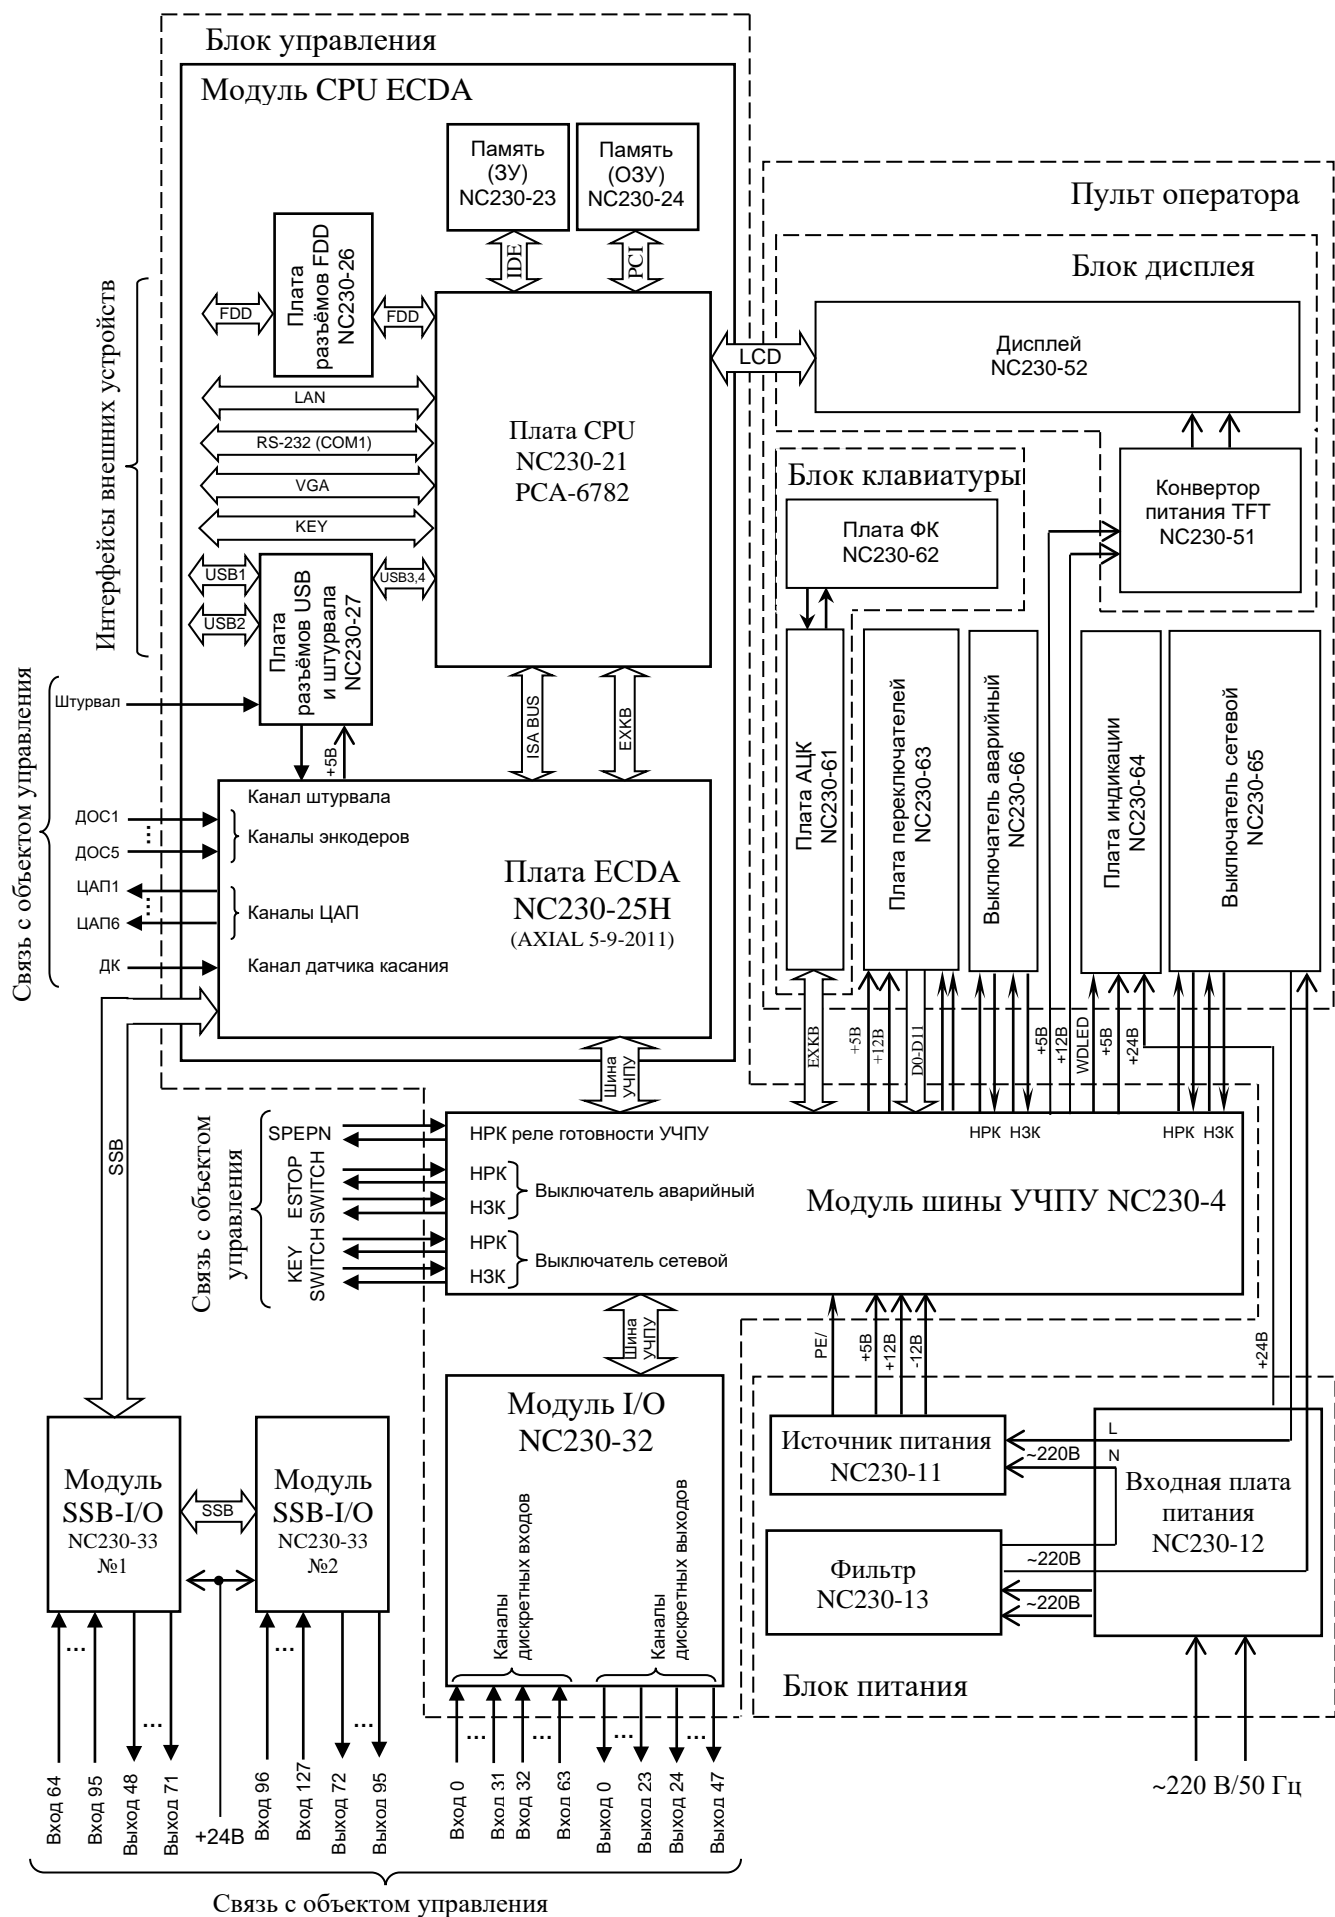 Блок управления
Модуль CPU ECDA
Память
(ЗУ)
NC230-23
Память
(ОЗУ)
NC230-24
IDE
PCI
Плата
разъёмов FDD
NC230-26
FDD
FDD
LAN
RS-232 (COM1)
VGA
KEY
USB1
USB2
USB3,4
Интерфейсы внешних устройств
Плата CPU
NC230-21
PCA-6782
Плата
разъёмов USB
и штурвала
NC230-27
LCD
Пульт оператора
Блок дисплея
Дисплей
NC230-52
Конвертор
питания TFT
NC230-51
Блок клавиатуры
Плата ФК
NC230-62
Плата АЦК
NC230-61
Плата переключателей
NC230-63
Выключатель аварийный
NC230-66
Плата индикации
NC230-64
Выключатель сетевой
NC230-65
Связь с объектом управления
Штурвал
+5В
ISA BUS
EXKB
ДОС1
...
ДОС5
ЦАП1
...
ЦАП6
ДК
Канал штурвала
Каналы энкодеров
Каналы ЦАП
Канал датчика касания
Плата ECDA
NC230-25H
(AXIAL 5-9-2011)
SSB
Шина
УЧПУ
EXKB
+5В
+12В
D0-D11
+5В
+12В
WDLED
+5В
+24В
Связь с объектом
управления
SPEPN
ESTOP
SWITCH
KEY
SWITCH
НРК реле готовности УЧПУ
НРК
НЗК
Выключатель аварийный
НРК
НЗК
Выключатель сетевой
НРК НЗК
НРК НЗК
Модуль шины УЧПУ NC230-4
Шина
УЧПУ
PE/
+5В
+12В
-12В
+24В
Модуль I/O
NC230-32
Каналы
дискретных входов
Каналы
дискретных выходов
Модуль
SSB-I/O
NC230-33
№1
SSB
Модуль
SSB-I/O
NC230-33
№2
Источник питания
NC230-11
L
~220В
N
Входная плата
питания
NC230-12
Фильтр
NC230-13
~220В
~220В
Блок питания
~220 В/50 Гц
...
...
...
...
...
...
...
...
Вход 64
Вход 95
Выход 48
Выход 71
+24В
Вход 96
Вход 127
Выход 72
Выход 95
Вход 0
Вход 31
Вход 32
Вход 63
Выход 0
Выход 23
Выход 24
Выход 47
Связь с объектом управления